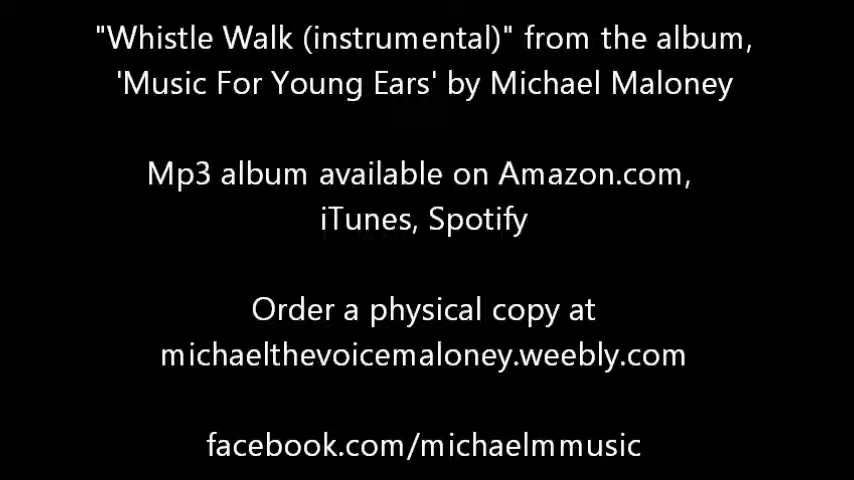 "Whistle Walk (instrumental)" from the album,
'Music For Young Ears' by Michael Maloney
Mp3 album available on Amazon.com,
iTunes, Spotify
Order a physical copy at
michaelthevoicemaloney.weebly.com
facebook.com/michaelmmusic